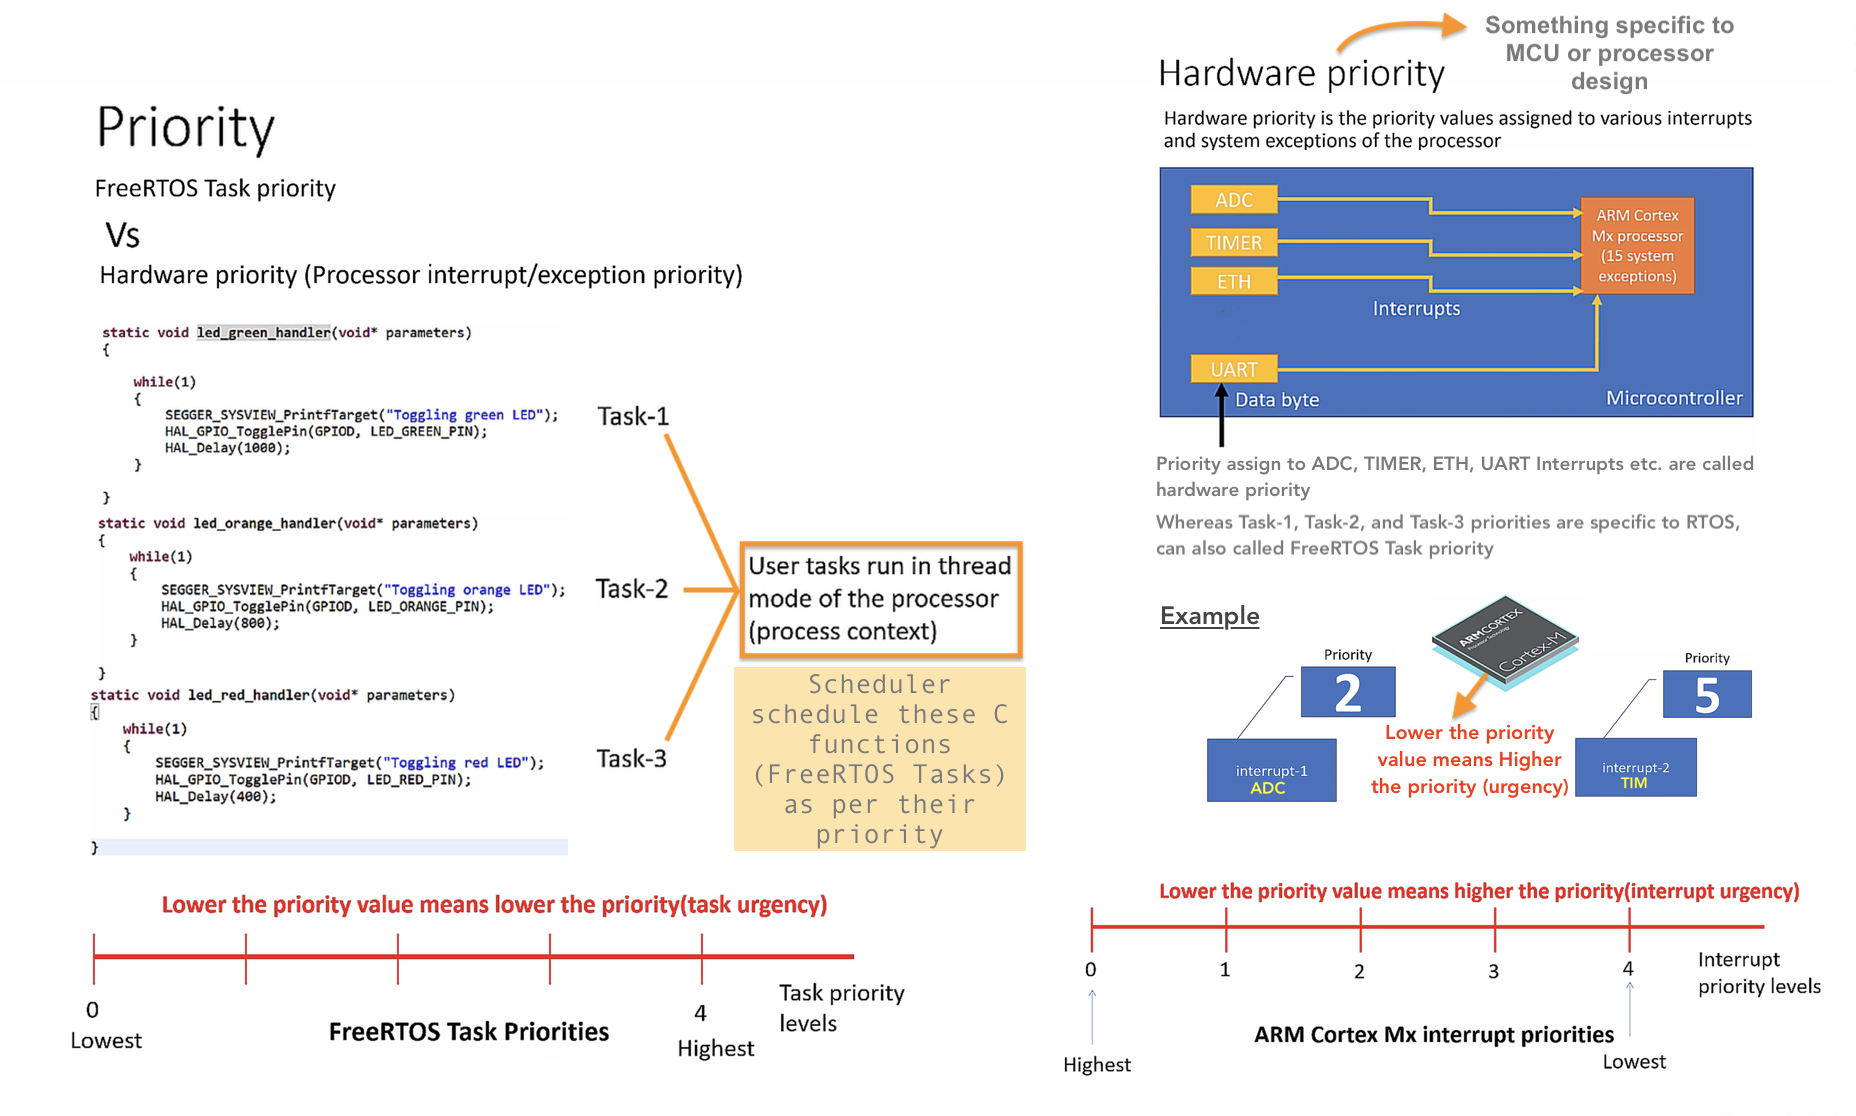 Priority
FreeRTOS Task priority
Vs
Hardware priority (Processor interrupt/exception priority)
static void led_green_handler(void* parameters)
{
while(1)
{
SEGGER_SYSVIEW_PrintfTarget("Toggling green LED");
HAL_GPIO_TogglePin(GPIOD, LED_GREEN_PIN);
HAL_Delay(1000);
}
}
static void led_orange_handler(void* parameters)
{
while(1)
{
SEGGER_SYSVIEW_PrintfTarget("Toggling orange LED");
HAL_GPIO_TogglePin(GPIOD, LED_ORANGE_PIN);
HAL_Delay(800);
}
}
static void led_red_handler(void* parameters)
{
while(1)
{
SEGGER_SYSVIEW_PrintfTarget("Toggling red LED");
HAL_GPIO_TogglePin(GPIOD, LED_RED_PIN);
HAL_Delay(400);
}
}
Task-1
Task-2
Task-3
User tasks run in thread
mode of the processor
(process context)
Scheduler
schedule these C
functions
(FreeRTOS Tasks)
as per their
priority
Lower the priority value means lower the priority(task urgency)
0
Lowest
4
Highest
Task priority
levels
FreeRTOS Task Priorities
Something specific to
MCU or processor
design
Hardware priority
Hardware priority is the priority values assigned to various interrupts
and system exceptions of the processor
ADC
TIMER
ETH
UART
Interrupts
ARM Cortex
Mx processor
(15 system
exceptions)
Data byte
Microcontroller
Priority assign to ADC, TIMER, ETH, UART Interrupts etc. are called
hardware priority
Whereas Task-1, Task-2, and Task-3 priorities are specific to RTOS,
can also called FreeRTOS Task priority
Example
Priority
2
interrupt-1
ADC
ARMCORTEX
Processor Technology
Cortex-M
Lower the priority
value means Higher
the priority (urgency)
Priority
5
interrupt-2
TIM
Lower the priority value means higher the priority(interrupt urgency)
0
1
2
3
4
Interrupt
priority levels
Highest
ARM Cortex Mx interrupt priorities
Lowest